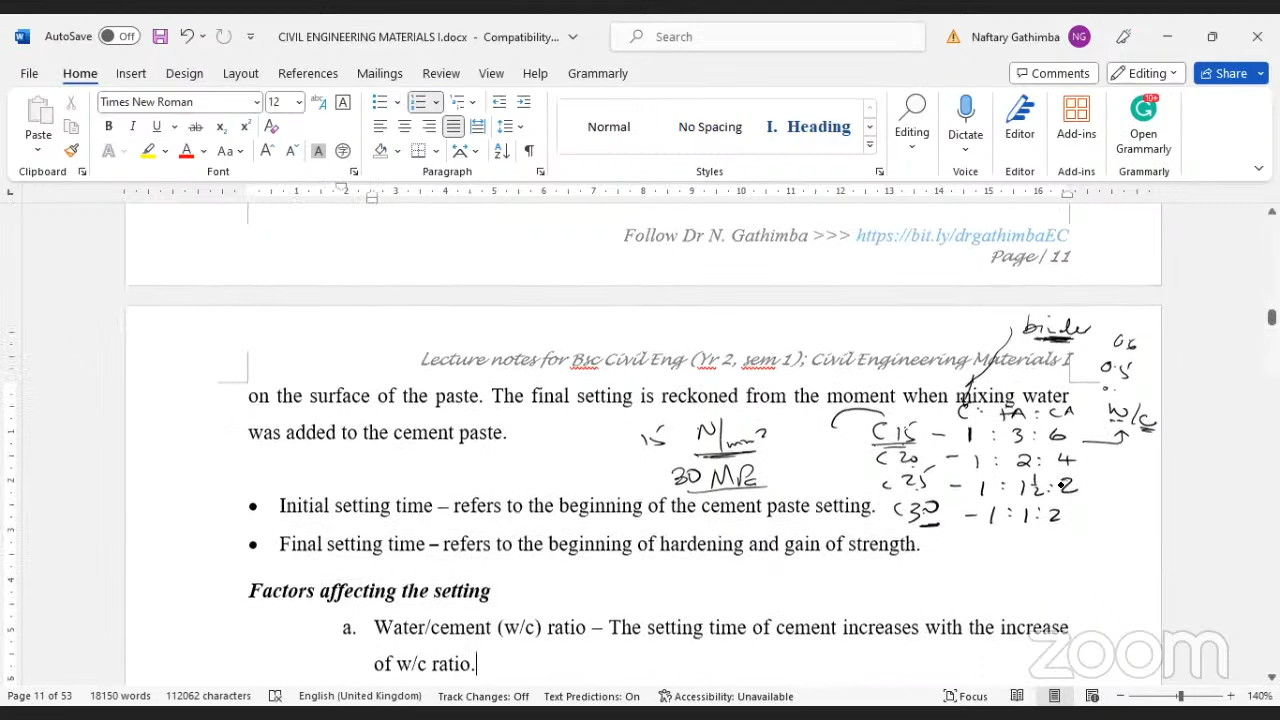 AutoSave Off CIVIL ENGINEERING MATERIALS I.docx - Compatibility... Search Naftary Gathimba NG
File Home Insert Design Layout References Mailings Review View Help Grammarly Comments Editing Share
Times New Roman 12
Paste
Normal No Spacing I. Heading
Editing Dictate Editor Add-ins Open Grammarly
Clipboard Font Paragraph Styles Voice Editor Add-ins Grammarly
Follow Dr N. Gathimba >>> https://bit.ly/drgathimbaEC
Page | 11
binder
0.6
Lecture notes for Bsc Civil Eng (Yr 2, sem 1); Civil Engineering Materials I
0.5
on the surface of the paste. The final setting is reckoned from the moment when mixing water
C : FA : CA W/C
was added to the cement paste.
15 N/mm2 C15 - 1 : 3 : 6
C20 - 1 : 2 : 4
30 MPa C25 - 1 : 1½ : 2
Initial setting time – refers to the beginning of the cement paste setting.
C30 - 1 : 1 : 2
Final setting time – refers to the beginning of hardening and gain of strength.
Factors affecting the setting
a. Water/cement (w/c) ratio – The setting time of cement increases with the increase
of w/c ratio.
zoom
Page 11 of 53 18150 words 112062 characters English (United Kingdom) Track Changes: Off Text Predictions: On Accessibility: Unavailable Focus 140%